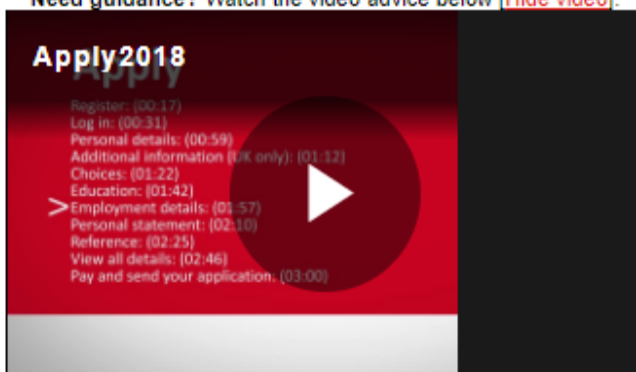 Need guidance? Watch the video advice below [Hide video].
Apply2018
Apply
Register: (00:17)
Log in: (00:31)
Personal details: (00:59)
Additional information (UK only): (01:12)
Choices: (01:22)
Education: (01:42)
>Employment details: (01:57)
Personal statement: (02:10)
Reference: (02:25)
View all details: (02:46)
Pay and send your application: (03:00)